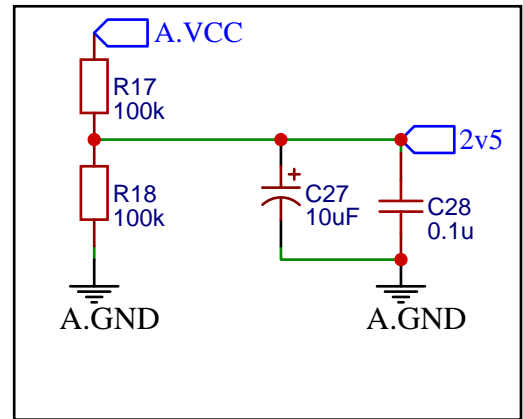 A.VCC
R17
100k
2v5
R18
100k
+
C27
10uF
C28
0.1u
A.GND
A.GND